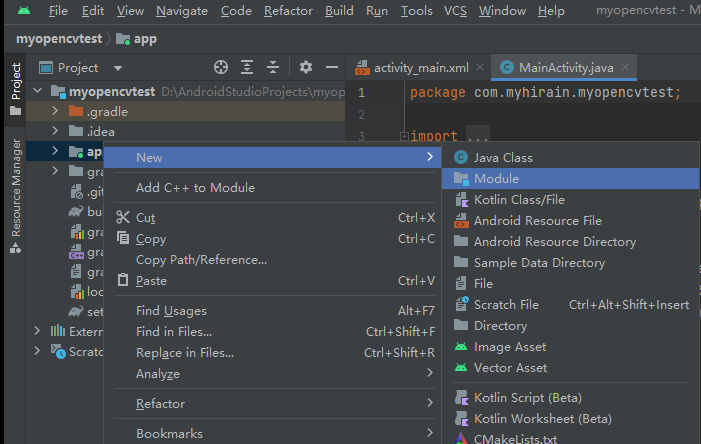 File Edit View Navigate Code Refactor Build Run Tools VCS Window Help myopencvtest - M
myopencvtest app
Project
activity_main.xml
MainActivity.java
Project
Resource Manager
myopencvtest D:\AndroidStudioProjects\myop
.gradle
.idea
ap
gra
.git
bu
gra
gra
gra
loc
set
Extern
Scratc
1 package com.myhirain.myopencvtest;
2
3 import ...
New
Add C++ to Module
Cut Ctrl+X
Copy Ctrl+C
Copy Path/Reference...
Paste Ctrl+V
Find Usages Alt+F7
Find in Files... Ctrl+Shift+F
Replace in Files... Ctrl+Shift+R
Analyze
Refactor
Bookmarks
Java Class
Module
Kotlin Class/File
Android Resource File
Android Resource Directory
Sample Data Directory
File
Scratch File Ctrl+Alt+Shift+Insert
Directory
Image Asset
Vector Asset
Kotlin Script (Beta)
Kotlin Worksheet (Beta)
CMakeLists.txt